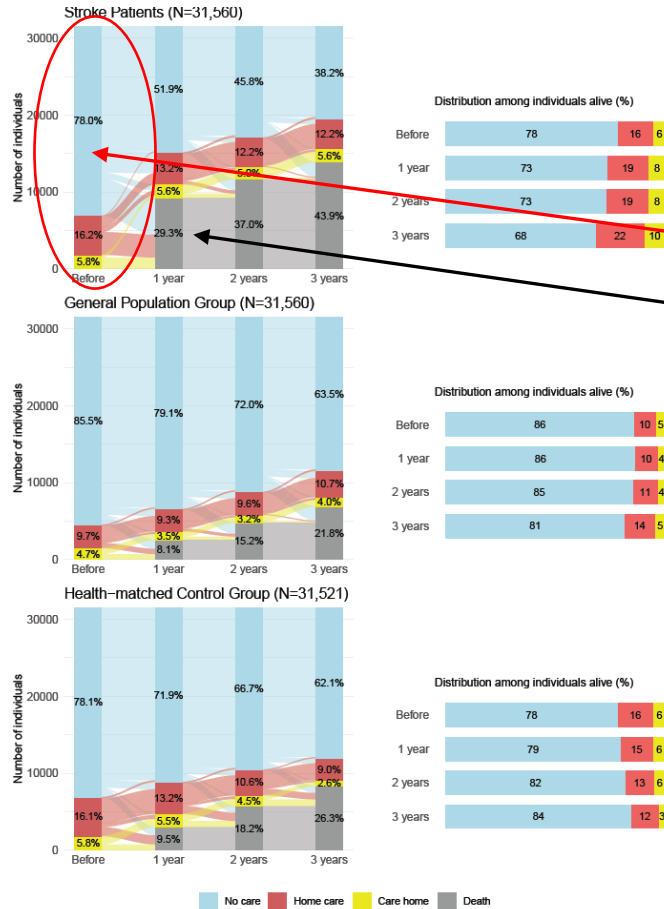 Stroke Patients (N=31,560)
Number of individuals
30000
20000
10000
0
78.0%
16.2%
5.8%
51.9%
13.2%
5.6%
29.3%
45.8%
12.2%
37.0%
38.2%
12.2%
5.6%
43.9%
Before
1 year
2 years
3 years
Distribution among individuals alive (%)
Before 78 16 6
1 year 73 19 8
2 years 73 19 8
3 years 68 22 10
General Population Group (N=31,560)
Number of individuals
30000
20000
10000
0
85.5%
9.7%
4.7%
79.1%
9.3%
3.5%
8.1%
72.0%
9.6%
3.2%
15.2%
63.5%
10.7%
4.0%
21.8%
Before
1 year
2 years
3 years
Distribution among individuals alive (%)
Before 86 10 5
1 year 86 10 4
2 years 85 11 4
3 years 81 14 5
Health-matched Control Group (N=31,521)
Number of individuals
30000
20000
10000
0
78.1%
16.1%
5.8%
71.9%
13.2%
5.5%
9.5%
66.7%
10.6%
4.5%
18.2%
62.1%
9.0%
2.6%
26.3%
Before
1 year
2 years
3 years
Distribution among individuals alive (%)
Before 78 16 6
1 year 79 15 6
2 years 82 13 6
3 years 84 12 3
No care
Home care
Care home
Death